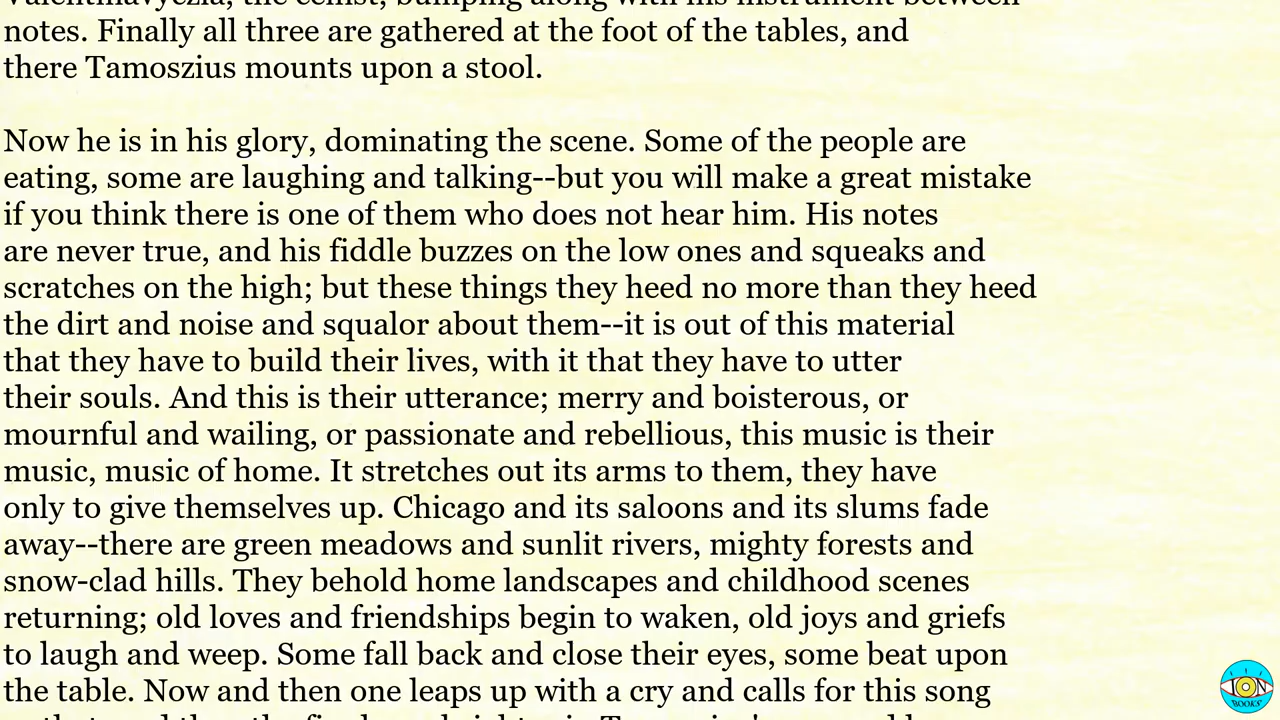 Valentinavyczia, the cellist, bumping along with his instrument between
notes. Finally all three are gathered at the foot of the tables, and
there Tamoszius mounts upon a stool.
Now he is in his glory, dominating the scene. Some of the people are
eating, some are laughing and talking--but you will make a great mistake
if you think there is one of them who does not hear him. His notes
are never true, and his fiddle buzzes on the low ones and squeaks and
scratches on the high; but these things they heed no more than they heed
the dirt and noise and squalor about them--it is out of this material
that they have to build their lives, with it that they have to utter
their souls. And this is their utterance; merry and boisterous, or
mournful and wailing, or passionate and rebellious, this music is their
music, music of home. It stretches out its arms to them, they have
only to give themselves up. Chicago and its saloons and its slums fade
away--there are green meadows and sunlit rivers, mighty forests and
snow-clad hills. They behold home landscapes and childhood scenes
returning; old loves and friendships begin to waken, old joys and griefs
to laugh and weep. Some fall back and close their eyes, some beat upon
the table. Now and then one leaps up with a cry and calls for this song
ION
BOOKS